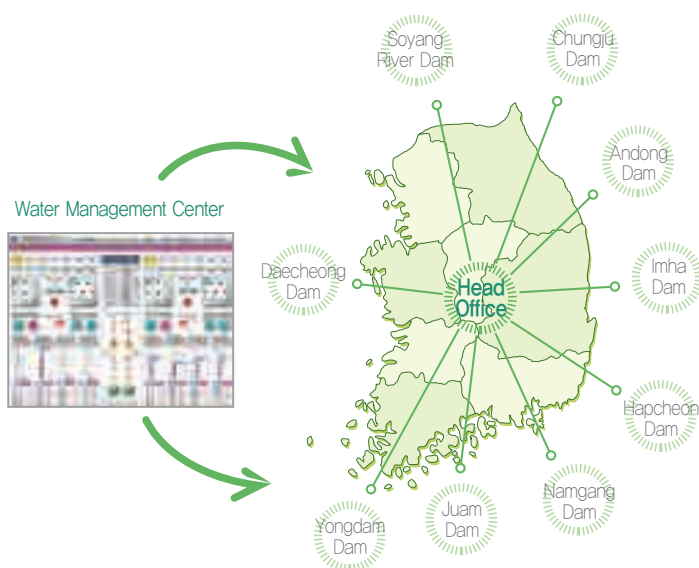 Soyang
River Dam
Chungju
Dam
Andong
Dam
Water Management Center
Daecheong
Dam
Head
Office
Imha
Dam
Hapcheon
Dam
Namgang
Dam
Juam
Dam
Yongdam
Dam